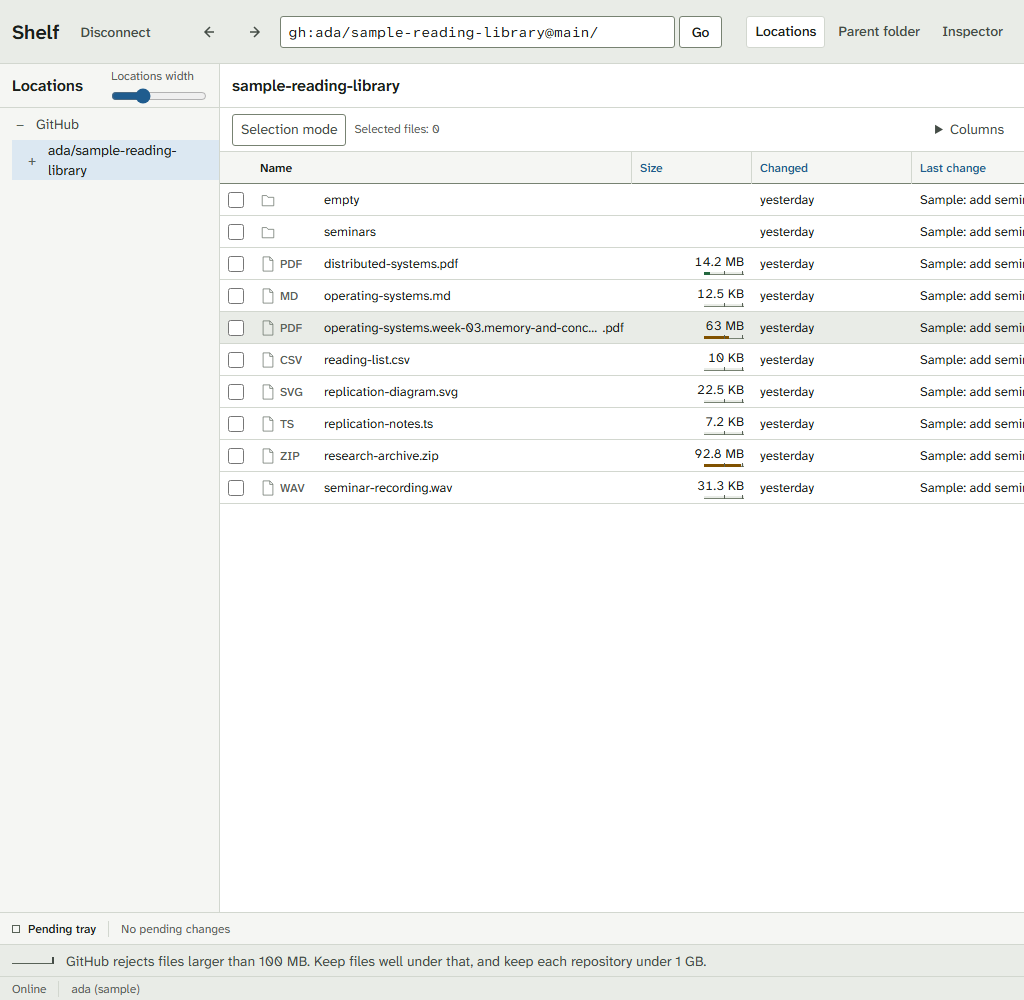 Shelf Disconnect ← → gh:ada/sample-reading-library@main/ Go Locations Parent folder Inspector
Locations Locations width
sample-reading-library
– GitHub
+ ada/sample-reading-
library
Selection mode Selected files: 0 ▶ Columns
Name Size Changed Last change
empty yesterday Sample: add semi
seminars yesterday Sample: add semi
PDF distributed-systems.pdf 14.2 MB yesterday Sample: add semi
MD operating-systems.md 12.5 KB yesterday Sample: add semi
PDF operating-systems.week-03.memory-and-conc… .pdf 63 MB yesterday Sample: add semi
CSV reading-list.csv 10 KB yesterday Sample: add semi
SVG replication-diagram.svg 22.5 KB yesterday Sample: add semi
TS replication-notes.ts 7.2 KB yesterday Sample: add semi
ZIP research-archive.zip 92.8 MB yesterday Sample: add semi
WAV seminar-recording.wav 31.3 KB yesterday Sample: add semi
Pending tray No pending changes
GitHub rejects files larger than 100 MB. Keep files well under that, and keep each repository under 1 GB.
Online ada (sample)